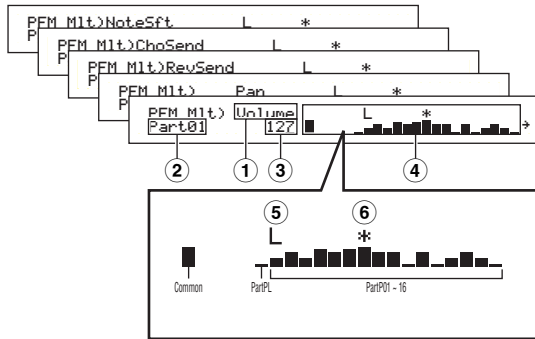 PFM Mlt)NoteSft L *
PFM Mlt)ChoSend L *
PFM Mlt)RevSend L *
PFM Mlt) Pan L *
PFM Mlt) Volume L *
Part01 127 →
② ① ③ ④
⑤ ⑥
L *
Common PartPL PartP01 - 16